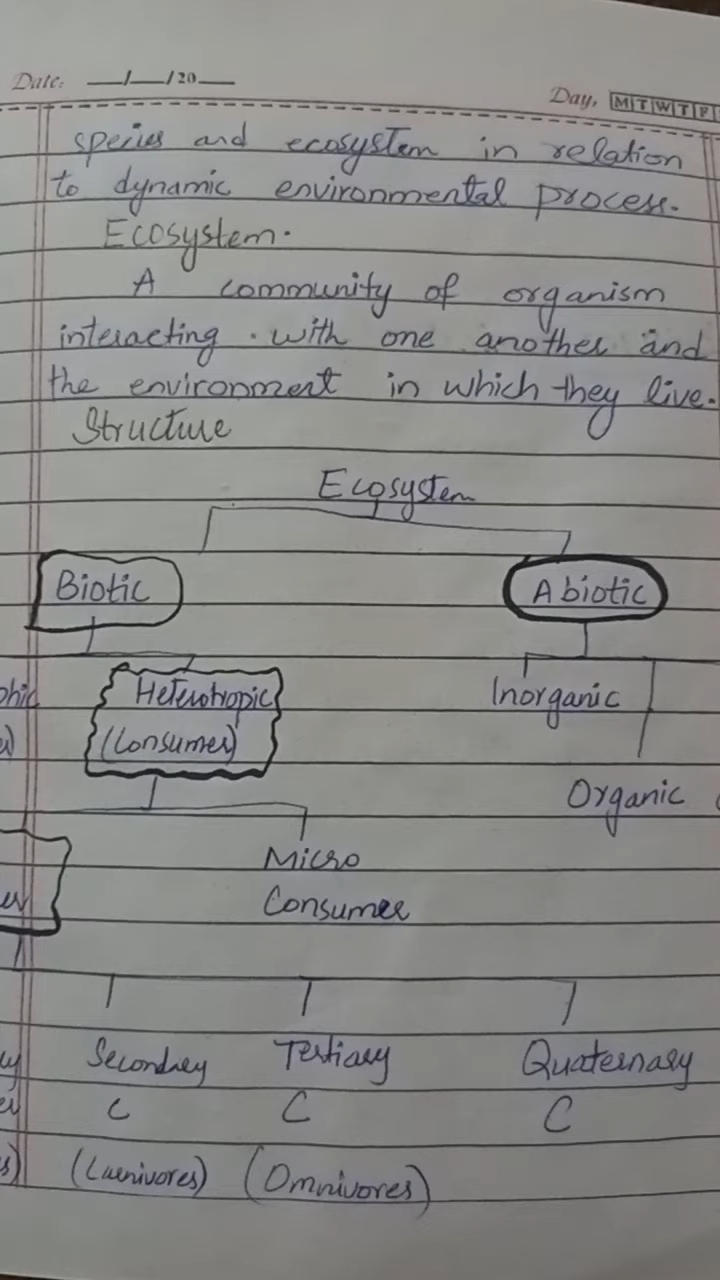 Date: __/__/20__
Day, M T W T F
species and ecosystem in relation
to dynamic environmental process.
Ecosystem.
A community of organism
interacting . with one another and
the environment in which they live.
Structure
Ecosystem
Biotic
Abiotic
Heterotropic
Inorganic
(Consumer)
Organic
Micro
Consumer
Secondrey Tertiary Quaternary
C C C
(Carnivores) (Omnivores)